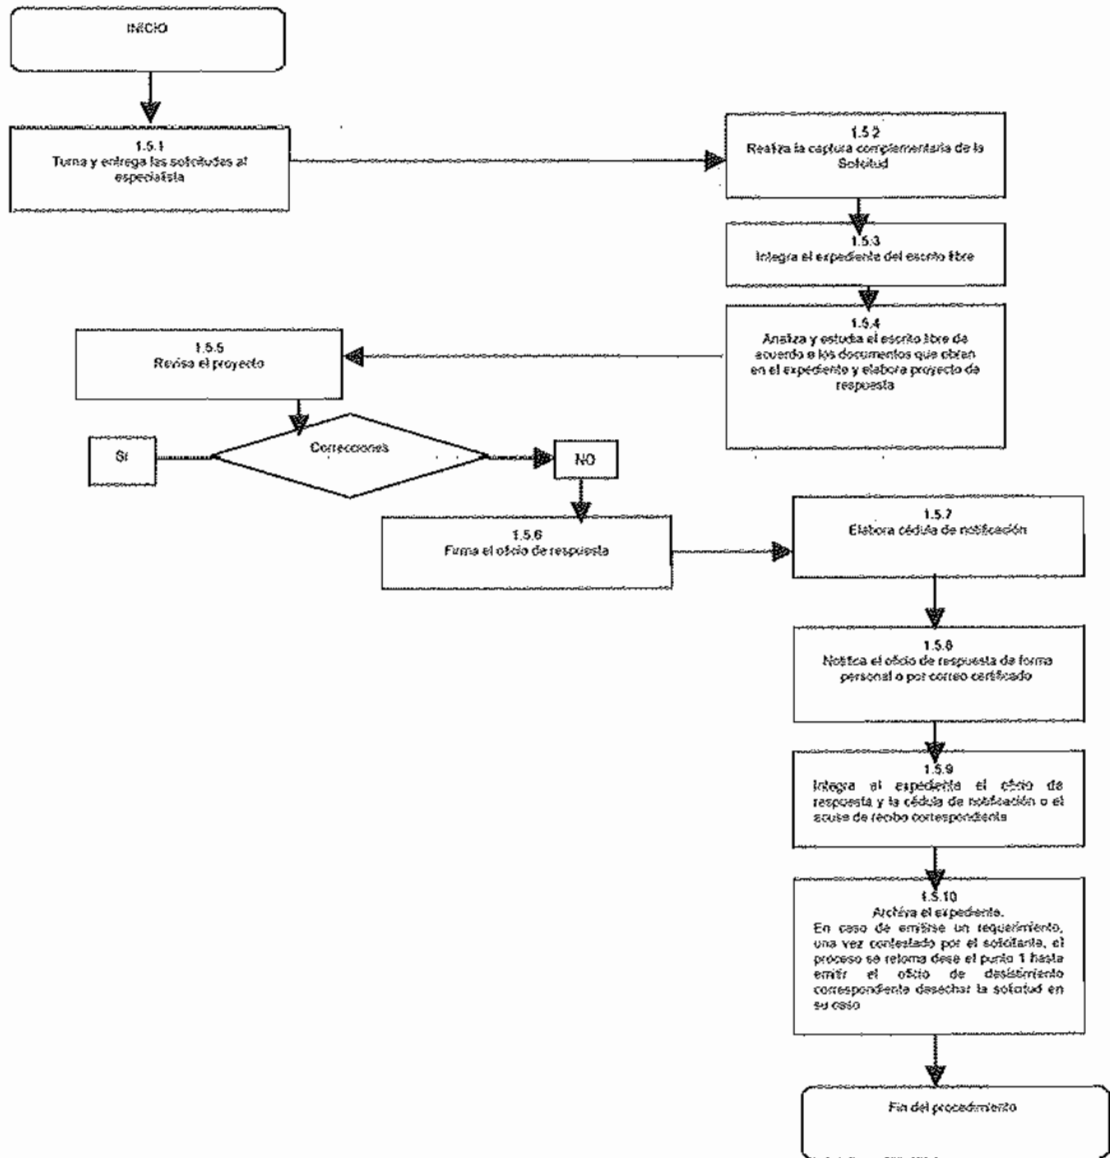 INICIO
1.5.1
Turna y entrega las solicitudes al
especialista
1.5.2
Realiza la captura complementaria de la
Solicitud
1.5.3
Integra el expediente del escrito libre
1.5.4
Analiza y estudia el escrito libre de
acuerdo a los documentos que obran
en el expediente y elabora proyecto de
respuesta
1.5.5
Revisa el proyecto
Correcciones
SI
NO
1.5.6
Firma el oficio de respuesta
1.5.7
Elabora cédula de notificación
1.5.8
Notifica el oficio de respuesta de forma
personal o por correo certificado
1.5.9
Integra al expediente el oficio de
respuesta y la cédula de notificación o el
acuse de recibo correspondiente
1.5.10
Archiva el expediente.
En caso de emitirse un requerimiento,
una vez contestado por el solicitante, el
proceso se retoma dese el punto 1 hasta
emitir el oficio de desistimiento
correspondiente desechar la solicitud en
su caso
Fin del procedimiento